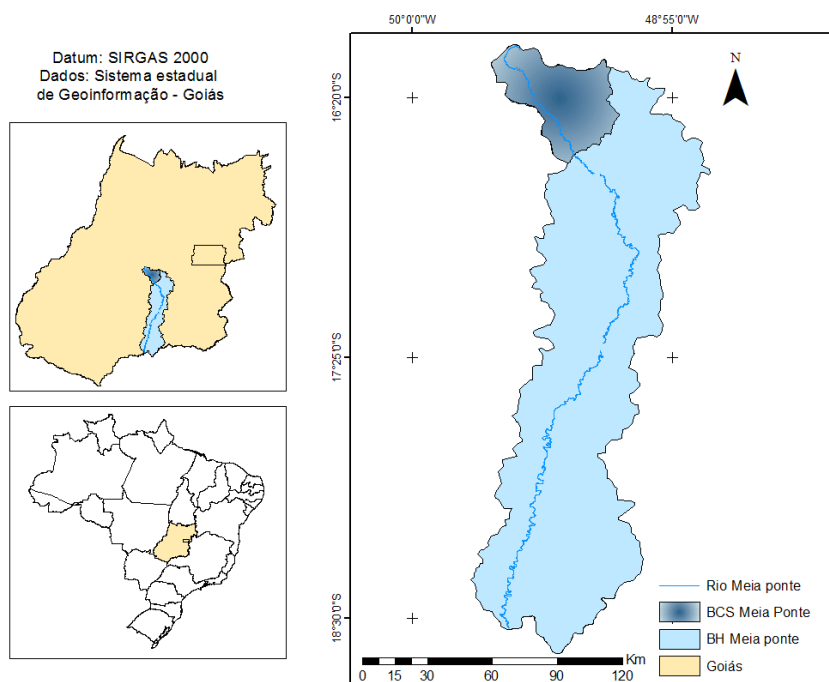 Datum: SIRGAS 2000
Dados: Sistema estadual
de Geoinformação - Goiás
50°0'0"W
48°55'0"W
N
16°20'0"S
17°25'0"S
18°30'0"S
Rio Meia ponte
BCS Meia Ponte
BH Meia ponte
Goiás
Km
0 15 30 60 90 120